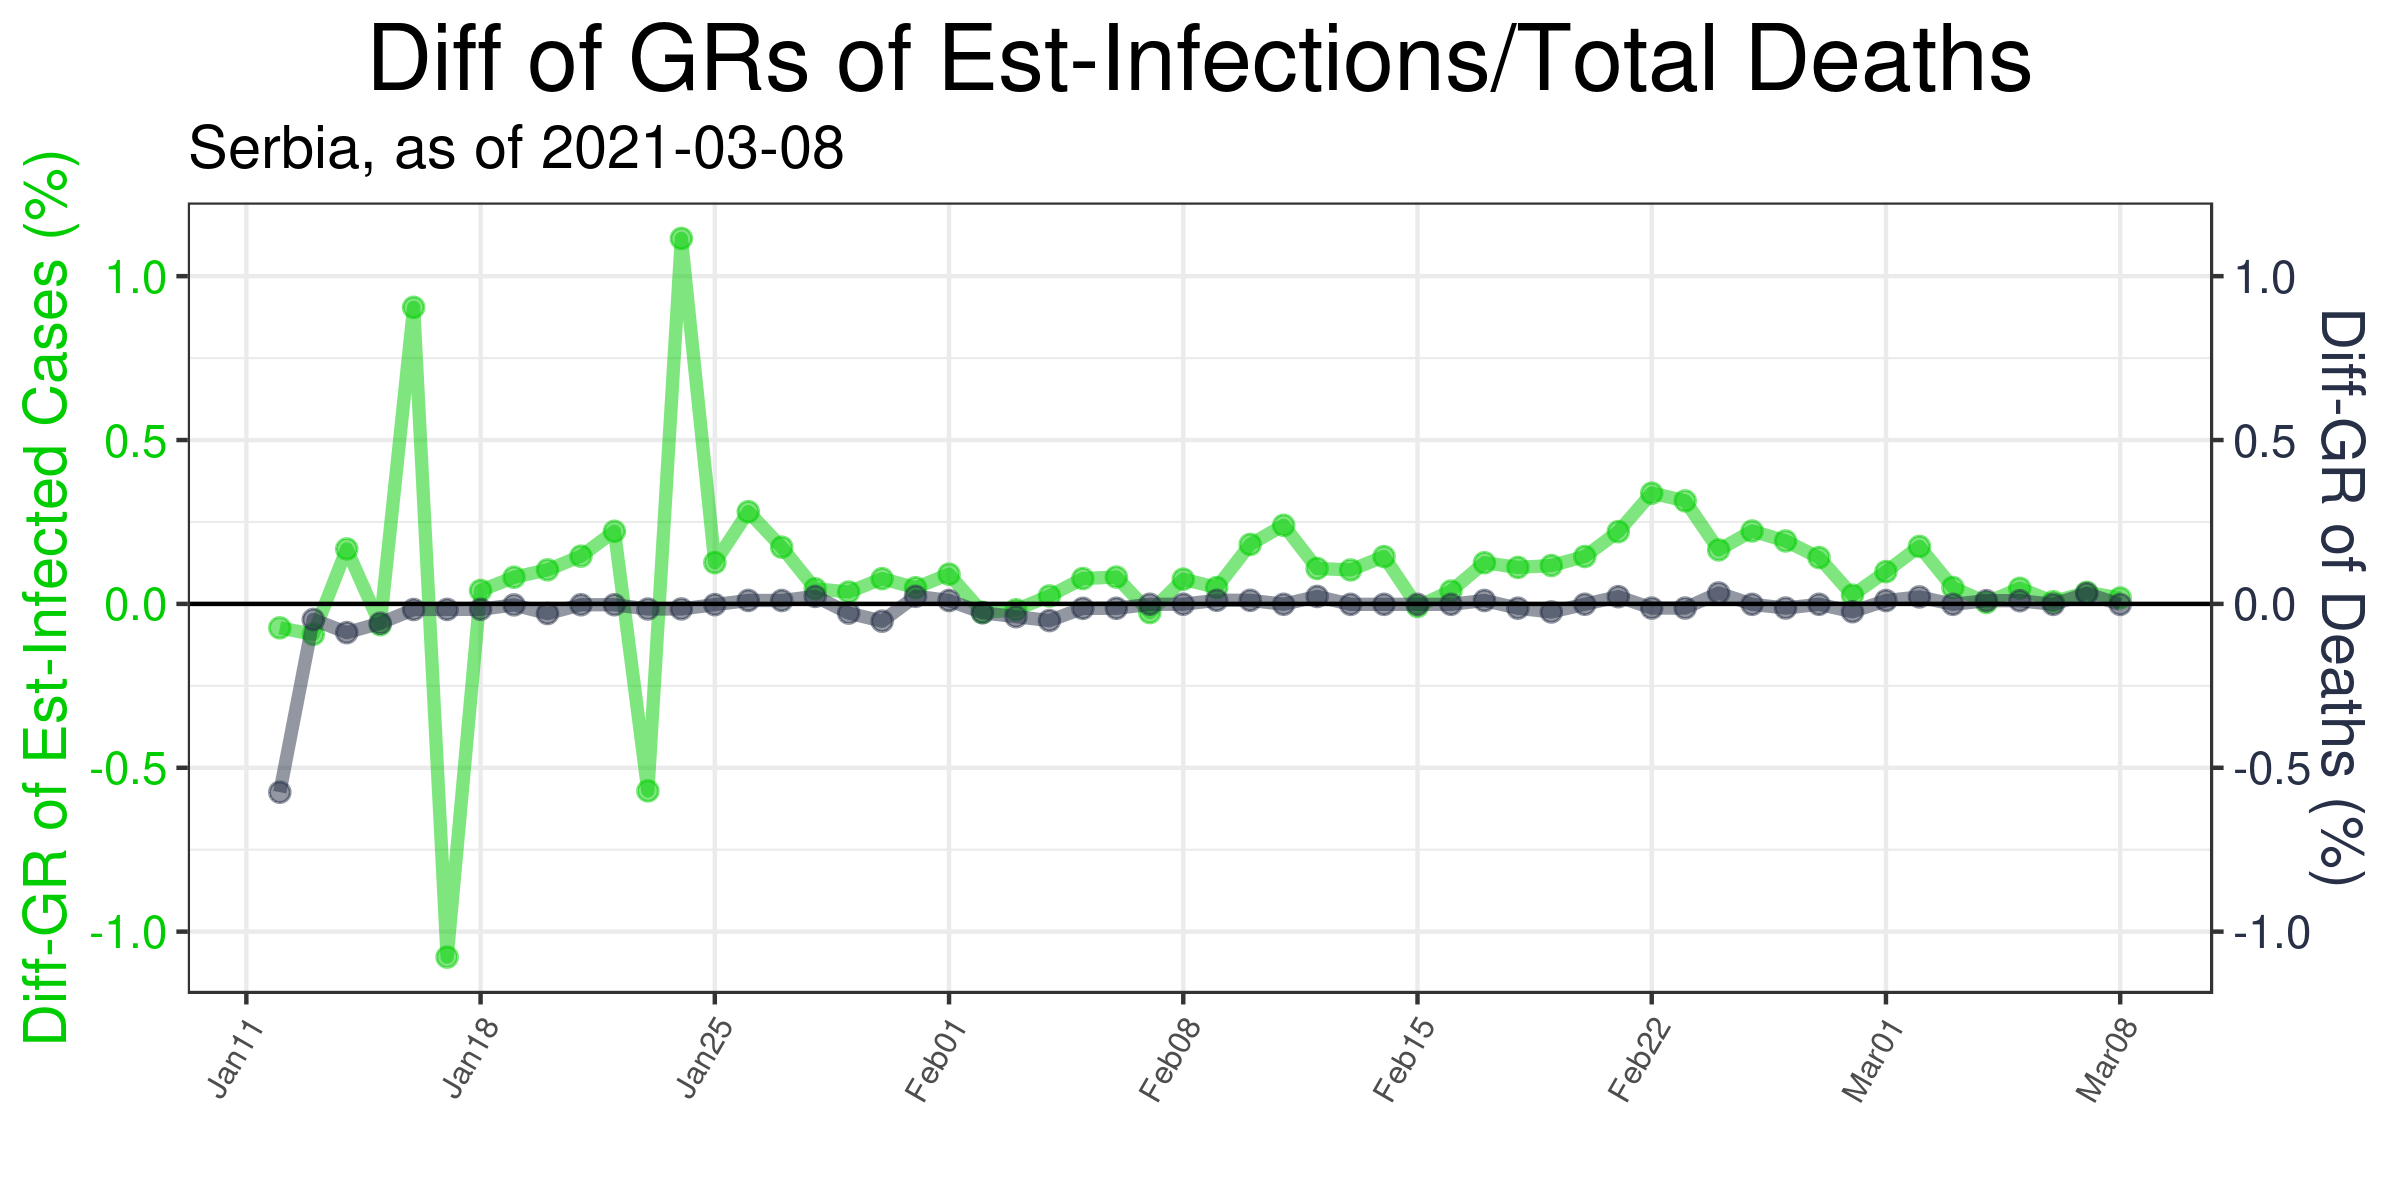 Diff of GRs of Est-Infections/Total Deaths
Serbia, as of 2021-03-08
Diff-GR of Est-Infected Cases (%)
1.0
0.5
0.0
-0.5
-1.0
1.0
0.5
0.0
-0.5
-1.0
Diff-GR of Deaths (%)
Jan11 Jan18 Jan25 Feb01 Feb08 Feb15 Feb22 Mar01 Mar08